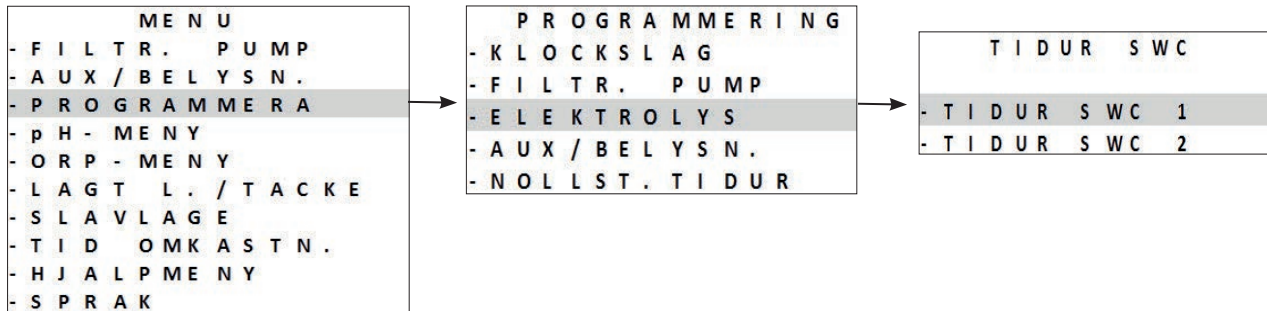 MENU
-FILTR. PUMP
-AUX/BELYSN.
-PROGRAMMERA
-pH-MENY
-ORP-MENY
-LAGT L./TACKE
-SLAVLAGE
-TID OMKASTN.
-HJALPMENY
-SPRAK
PROGRAMMERING
-KLOCKSLAG
-FILTR. PUMP
-ELEKTROLYS
-AUX/BELYSN.
-NOLLST.TIDUR
TIDUR SWC
-TIDUR SWC 1
-TIDUR SWC 2